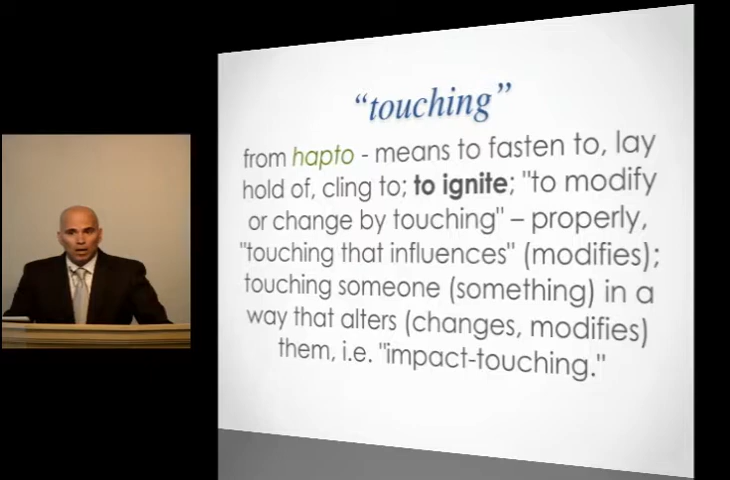 “touching”
from hapto - means to fasten to, lay
hold of, cling to; to ignite; "to modify
or change by touching" – properly,
"touching that influences" (modifies);
touching someone (something) in a
way that alters (changes, modifies)
them, i.e. "impact-touching."